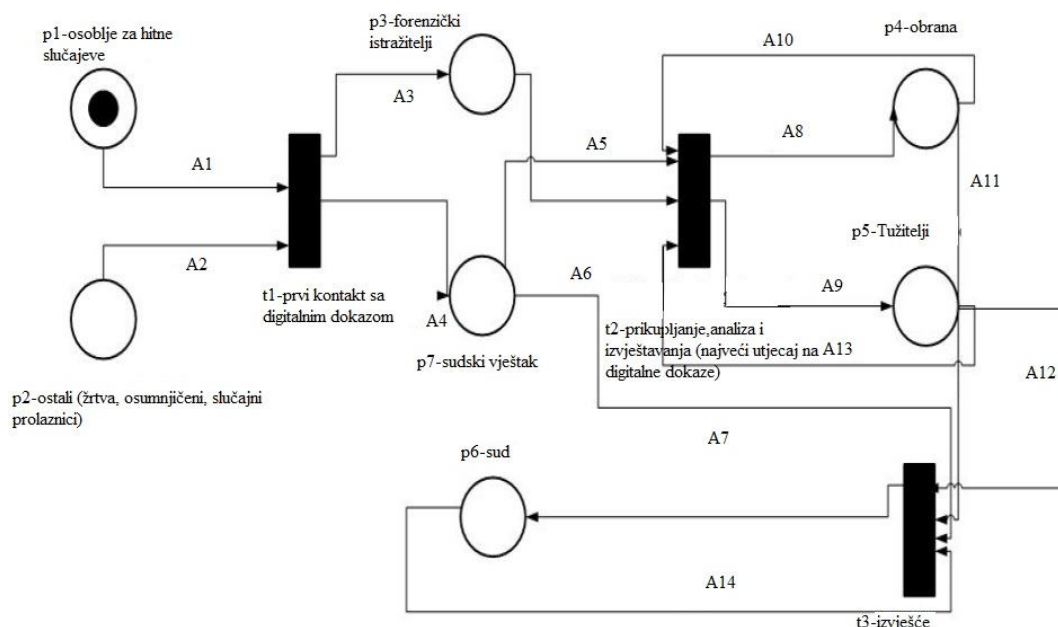 p1-osoblje za hitne
slučajeve
p3-forenzički
istražitelji
A10
p4-obrana
A3
A8
A5
A1
A11
A2
p5-Tužitelji
A6
A9
t1-prvi kontakt sa
digitalnim dokazom
A4
p7-sudski vještak
t2-prikupljanje,analiza i
izvještavanja (najveći utjecaj na
digitalne dokaze)
A13
A12
p2-ostali (žrtva, osumnjičeni, slučajni
prolaznici)
A7
p6-sud
A14
t3-izvješće